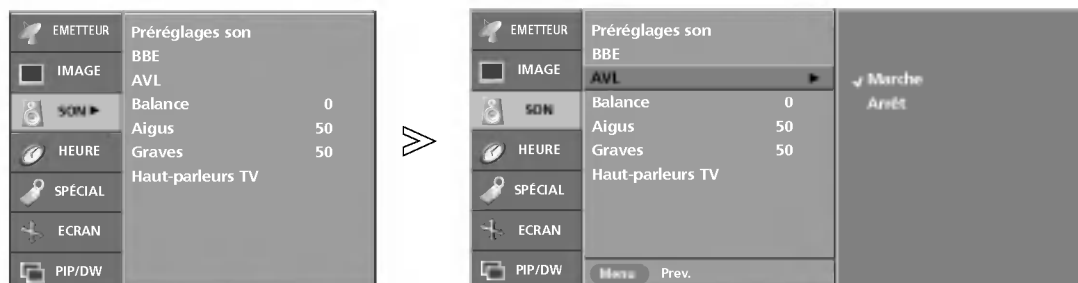 EMETTEUR
IMAGE
SON ►
HEURE
SPÉCIAL
ECRAN
PIP/DW
Préréglages son
BBE
AVL
Balance 0
Aigus 50
Graves 50
Haut-parleurs TV
EMETTEUR
IMAGE
SON
HEURE
SPÉCIAL
ECRAN
PIP/DW
Préréglages son
BBE
AVL ►
Balance 0
Aigus 50
Graves 50
Haut-parleurs TV
Menu Prev.
✓ Marche
Arrêt